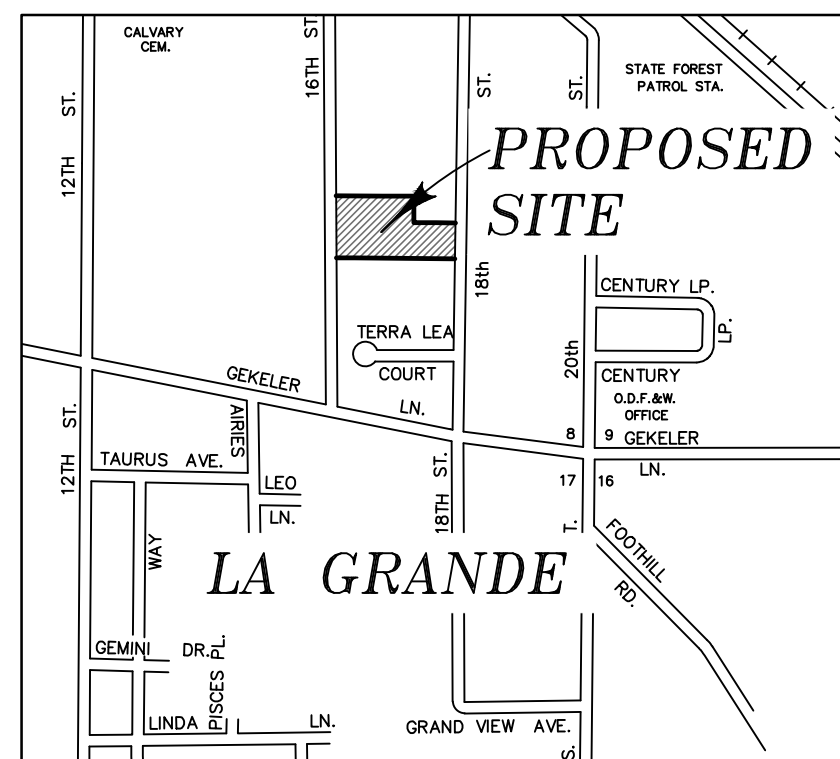 CALVARY
CEM.
16TH ST
12TH ST.
ST.
ST.
STATE FOREST
PATROL STA.
PROPOSED
SITE
18th
CENTURY LP.
LP.
TERRA LEA
COURT
20th
CENTURY
O.D.F.&W.
OFFICE
GEKELER
LN.
AIRIES
8
9
GEKELER
LN.
17
16
12TH ST.
TAURUS AVE.
LEO
LN.
18TH ST.
T.
FOOTHILL
RD.
WAY
LA GRANDE
GEMINI DR.
PISCES PL.
LINDA LN.
GRAND VIEW AVE.
S.